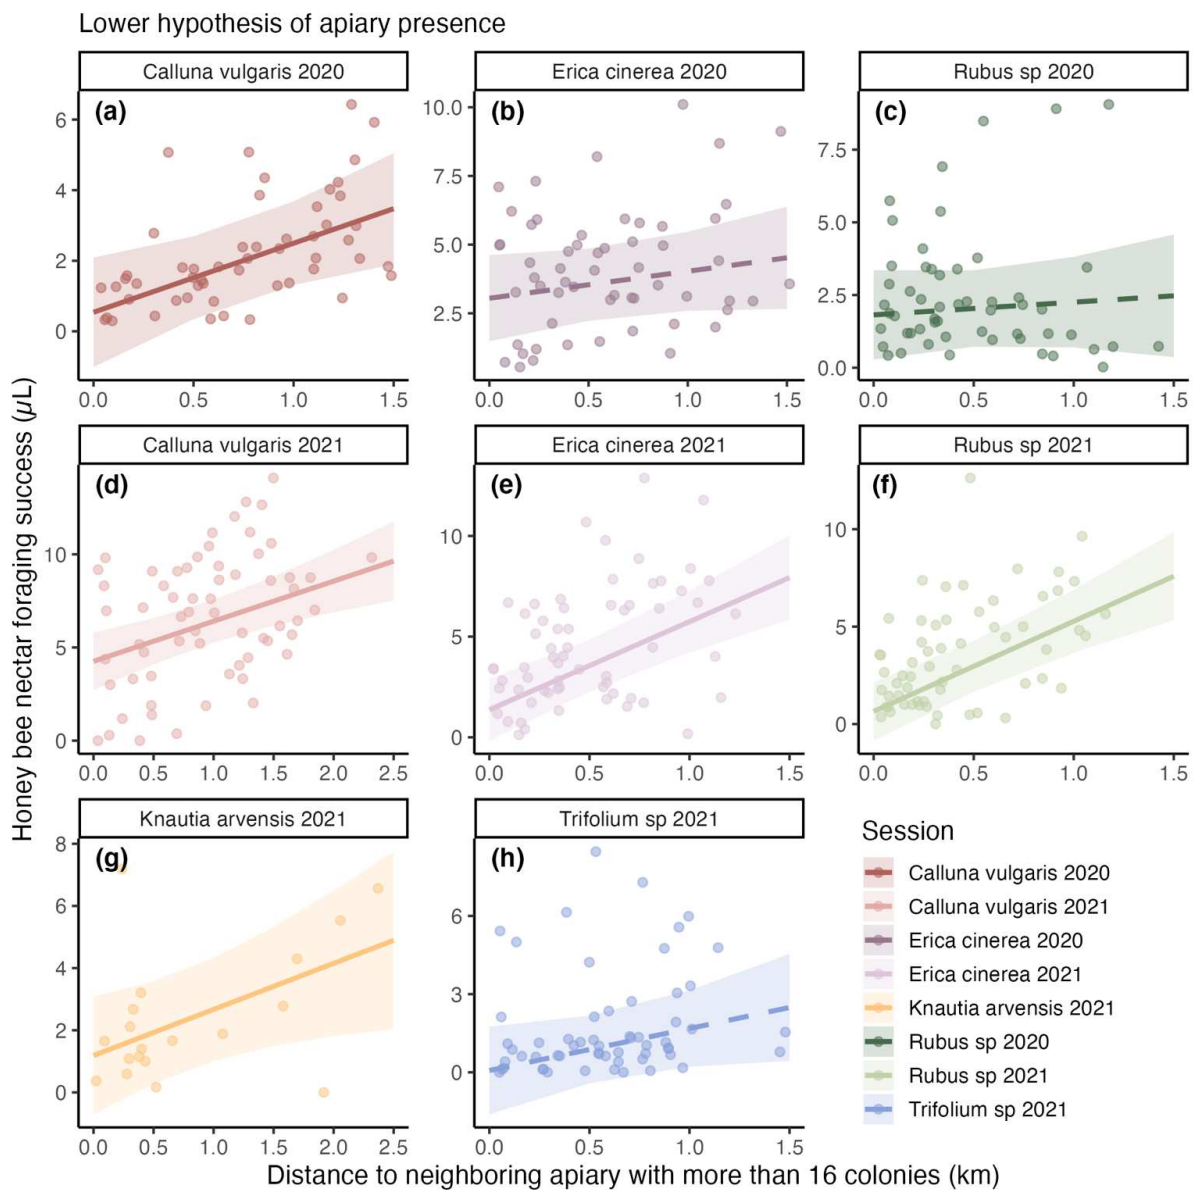 Lower hypothesis of apiary presence
Calluna vulgaris 2020
Erica cinerea 2020
Rubus sp 2020
(a)
(b)
(c)
6
4
2
0
10.0
7.5
5.0
2.5
7.5
5.0
2.5
0.0
0.0 0.5 1.0 1.5
0.0 0.5 1.0 1.5
0.0 0.5 1.0 1.5
Calluna vulgaris 2021
Erica cinerea 2021
Rubus sp 2021
(d)
(e)
(f)
10
5
0
10
5
0
10
5
0
0.0 0.5 1.0 1.5 2.0 2.5
0.0 0.5 1.0 1.5
0.0 0.5 1.0 1.5
Knautia arvensis 2021
Trifolium sp 2021
(g)
(h)
8
6
4
2
0
6
3
0
0.0 0.5 1.0 1.5 2.0 2.5
0.0 0.5 1.0 1.5
Honey bee nectar foraging success (μL)
Distance to neighboring apiary with more than 16 colonies (km)
Session
Calluna vulgaris 2020
Calluna vulgaris 2021
Erica cinerea 2020
Erica cinerea 2021
Knautia arvensis 2021
Rubus sp 2020
Rubus sp 2021
Trifolium sp 2021